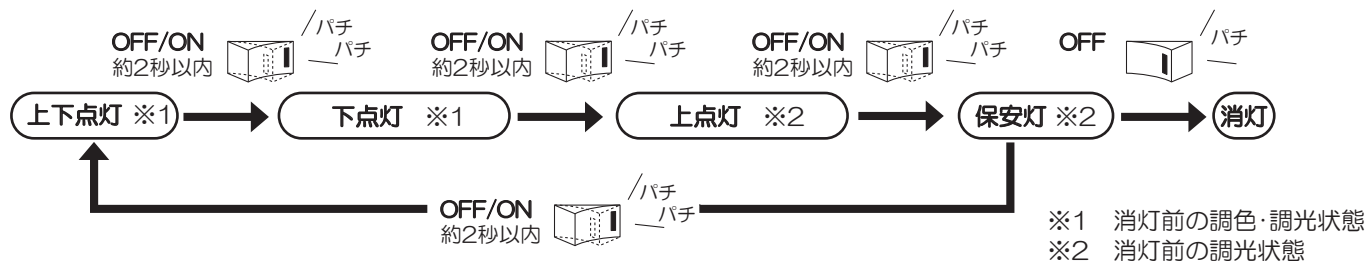 OFF/ON
約2秒以内
パチ
パチ
OFF/ON
約2秒以内
パチ
パチ
OFF/ON
約2秒以内
パチ
パチ
OFF
パチ
上下点灯 ※1
下点灯 ※1
上点灯 ※2
保安灯 ※2
消灯
OFF/ON
約2秒以内
パチ
パチ
※1 消灯前の調色・調光状態
※2 消灯前の調光状態